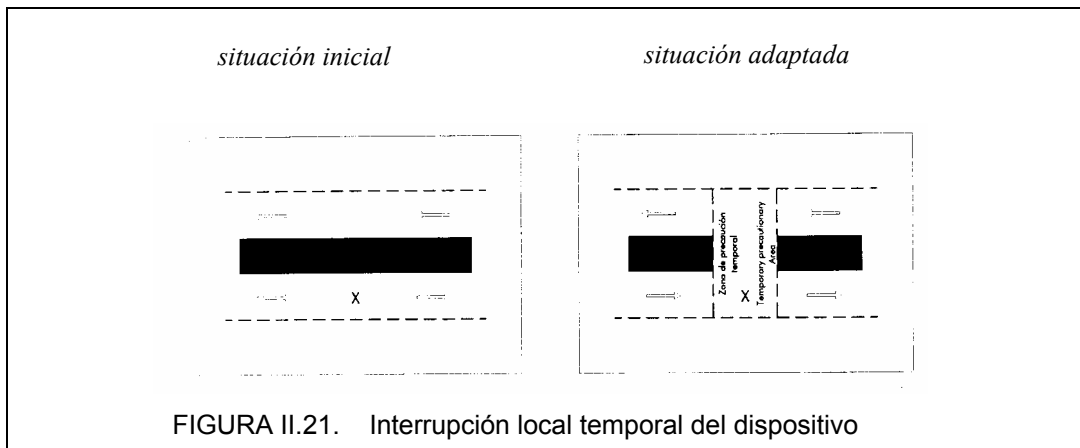 situación inicial
situación adaptada
X
Zona de precaución
temporal
X
Temporary precautionary
Area
FIGURA II.21. Interrupción local temporal del dispositivo